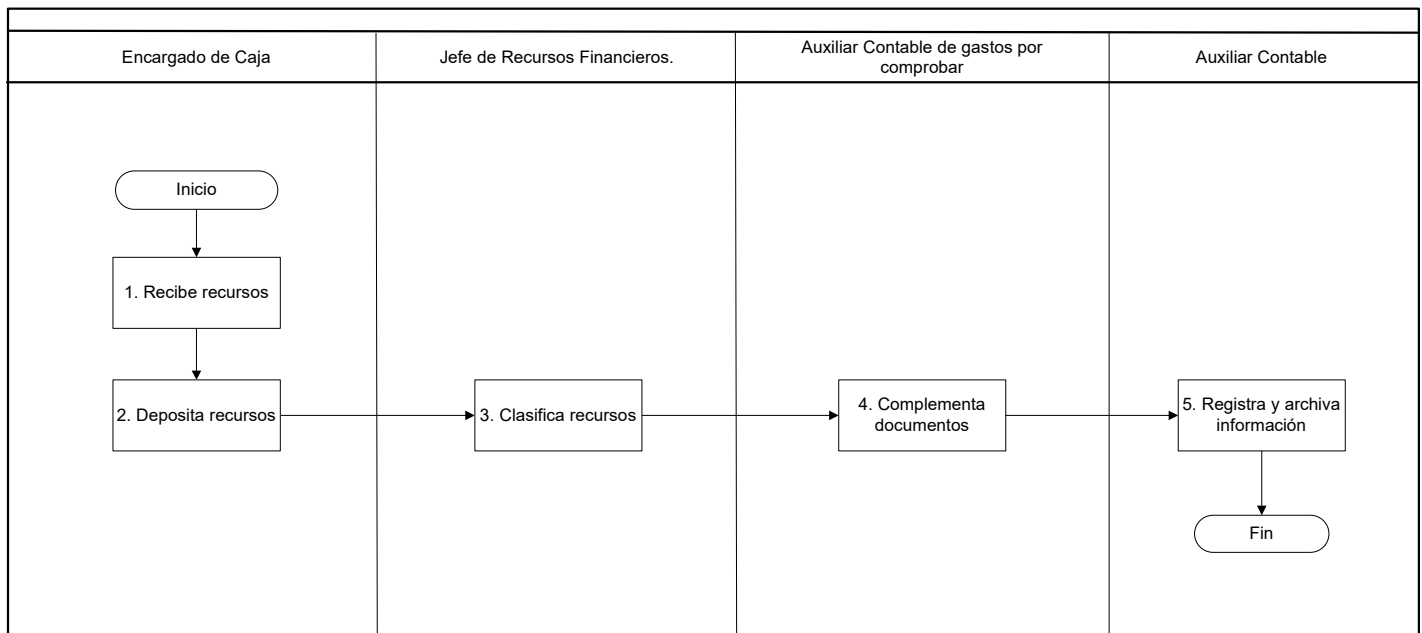 Encargado de Caja
Jefe de Recursos Financieros.
Auxiliar Contable de gastos por
comprobar
Auxiliar Contable
Inicio
1. Recibe recursos
2. Deposita recursos
3. Clasifica recursos
4. Complementa
documentos
5. Registra y archiva
información
Fin